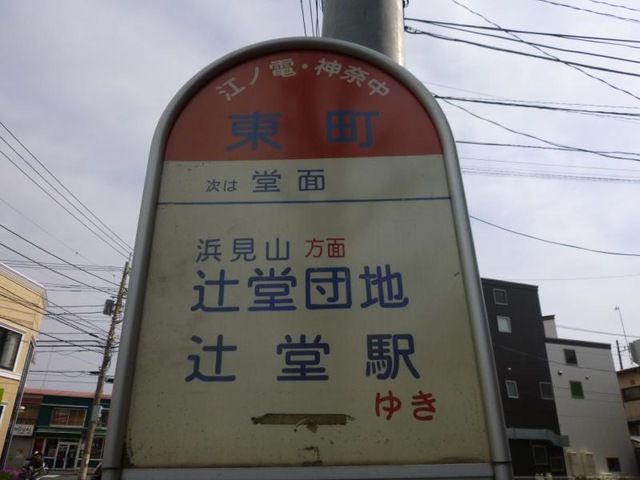 江ノ電・神奈中
東町
次は 堂面
浜見山 方面
辻堂団地
辻堂駅
ゆき